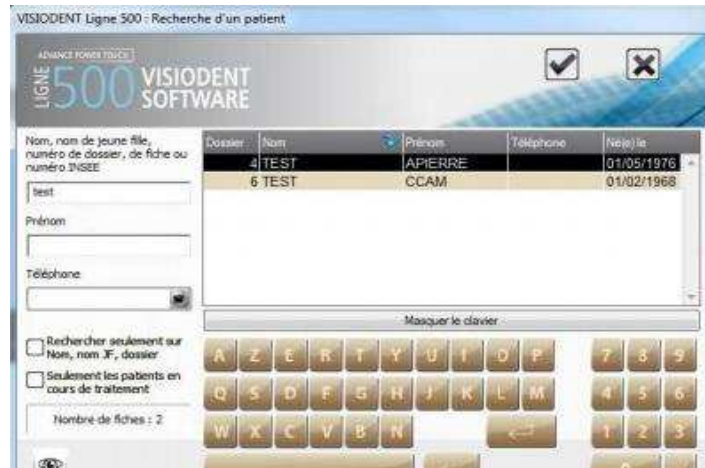 VISIODENT Ligne 500 : Recherche d'un patient
ADVANCE POWER TOUCH
LIGNE 500 VISIODENT
SOFTWARE
Nom, nom de jeune fille,
numéro de dossier, de fiche ou
numéro INSEE
test
Prénom
Téléphone
Rechercher seulement sur
Nom, nom JF, dossier
Seulement les patients en
cours de traitement
Nombre de fiches : 2
Dossier Nom Prénom Téléphone Né(e) le
4 TEST APIERRE 01/05/1976
6 TEST CCAM 01/02/1968
Masquer le clavier
A Z E R T Y U I O P 7 8 9
Q S D F G H J K L M 4 5 6
W X C V B N 1 2 3